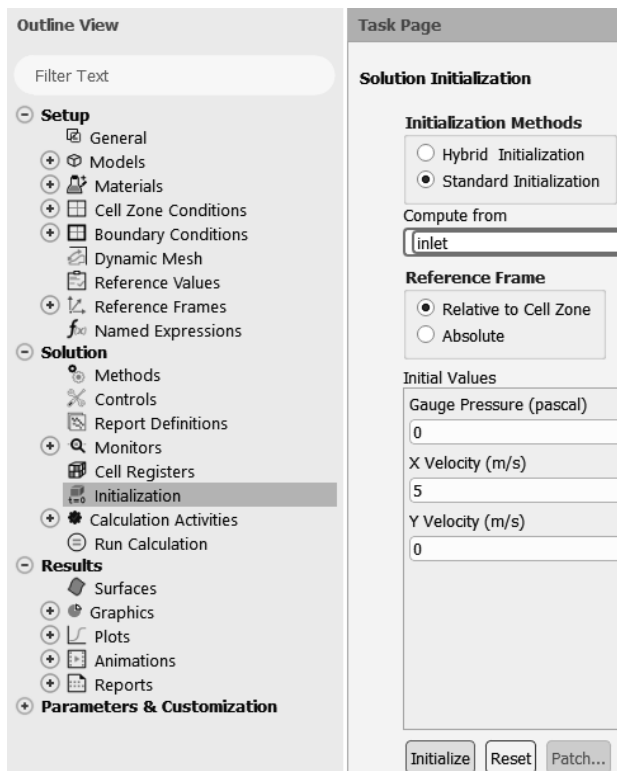 Outline View
Filter Text
Setup
General
Models
Materials
Cell Zone Conditions
Boundary Conditions
Dynamic Mesh
Reference Values
Reference Frames
Named Expressions
Solution
Methods
Controls
Report Definitions
Monitors
Cell Registers
t=0 Initialization
Calculation Activities
Run Calculation
Results
Surfaces
Graphics
Plots
Animations
Reports
Parameters & Customization
Task Page
Solution Initialization
Initialization Methods
Hybrid Initialization
Standard Initialization
Compute from
inlet
Reference Frame
Relative to Cell Zone
Absolute
Initial Values
Gauge Pressure (pascal)
0
X Velocity (m/s)
5
Y Velocity (m/s)
0
Initialize Reset Patch...